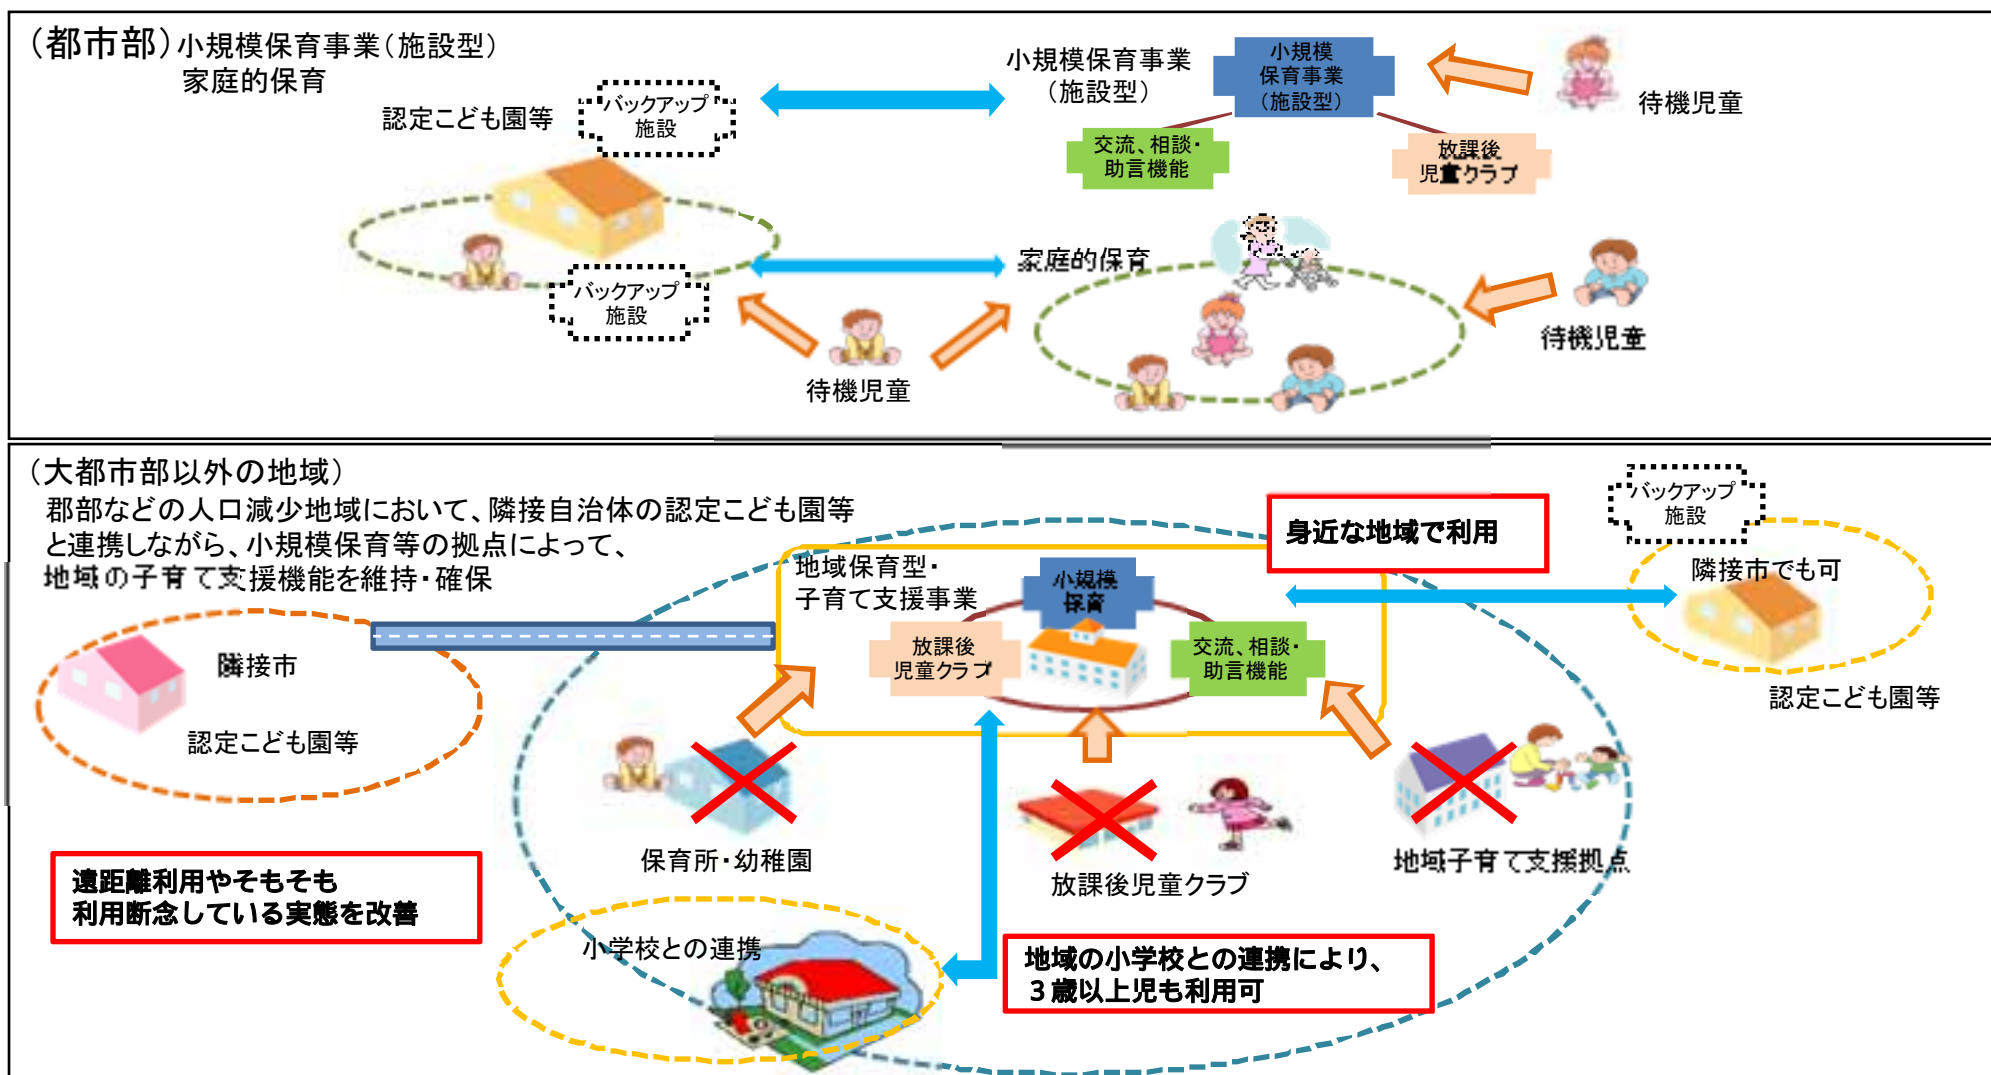 （都市部）小規模保育事業（施設型）
家庭的保育
認定こども園等
バックアップ
施設
小規模保育事業
（施設型）
小規模
保育事業
（施設型）
待機児童
交流、相談・
助言機能
放課後
児童クラブ
バックアップ
施設
家庭的保育
待機児童
待機児童
（大都市部以外の地域）
郡部などの人口減少地域において、隣接自治体の認定こども園等
と連携しながら、小規模保育等の拠点によって、
地域の子育て支援機能を維持・確保
身近な地域で利用
バックアップ
施設
隣接市でも可
認定こども園等
地域保育型・
子育て支援事業
小規模
保育
放課後
児童クラブ
交流、相談・
助言機能
隣接市
認定こども園等
保育所・幼稚園
放課後児童クラブ
地域子育て支援拠点
遠距離利用やそもそも
利用断念している実態を改善
小学校との連携
地域の小学校との連携により、
３歳以上児も利用可